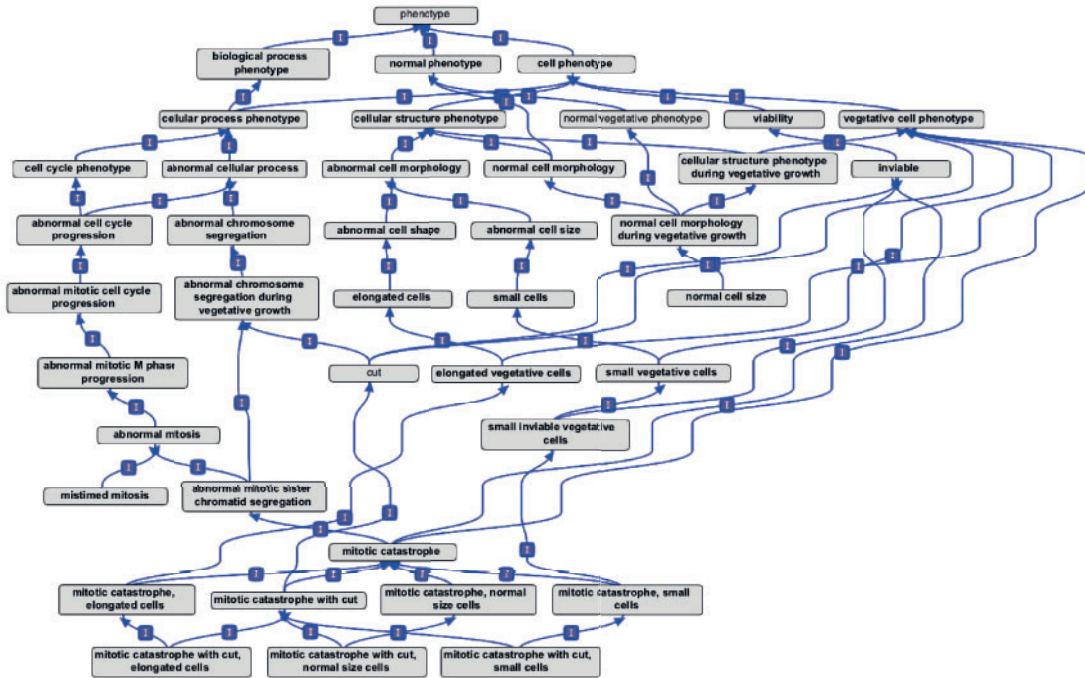 phenotype
biological process
phenotype
normal phenotype
cell phenotype
cellular process phenotype
cellular structure phenotype
normal vegetative phenotype
viability
vegetative cell phenotype
cell cycle phenotype
abnormal cellular process
abnormal cell morphology
normal cell morphology
cellular structure phenotype
during vegetative growth
inviable
abnormal cell cycle
progression
abnormal chromosome
segregation
abnormal cell shape
abnormal cell size
normal cell morphology
during vegetative growth
abnormal mitotic cell cycle
progression
abnormal chromosome
segregation during
vegetative growth
elongated cells
small cells
normal cell size
abnormal mitotic M phase
progression
cut
elongated vegetative cells
small vegetative cells
abnormal mitosis
small inviable vegetative
cells
mistimed mitosis
abnormal mitotic sister
chromatid segregation
mitotic catastrophe
mitotic catastrophe,
elongated cells
mitotic catastrophe with cut
mitotic catastrophe, normal
size cells
mitotic catastrophe, small
cells
mitotic catastrophe with cut,
elongated cells
mitotic catastrophe with cut,
normal size cells
mitotic catastrophe with cut,
small cells